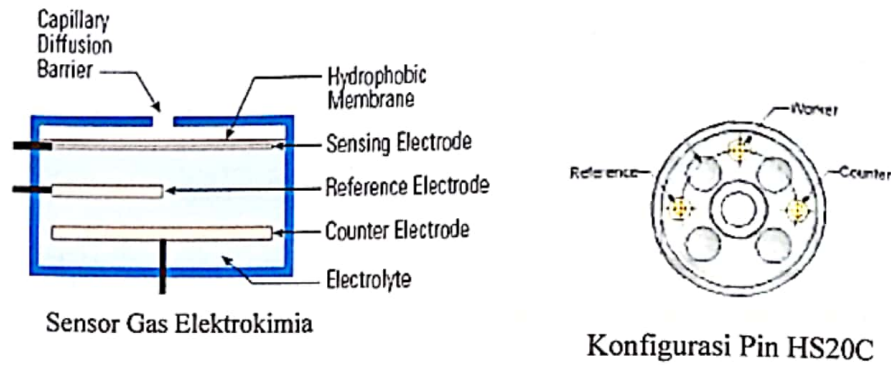 Capillary
Diffusion
Barrier
Hydrophobic
Membrane
Sensing Electrode
Reference Electrode
Counter Electrode
Electrolyte
Sensor Gas Elektrokimia
Worker
Reference
Counter
Konfigurasi Pin HS20C